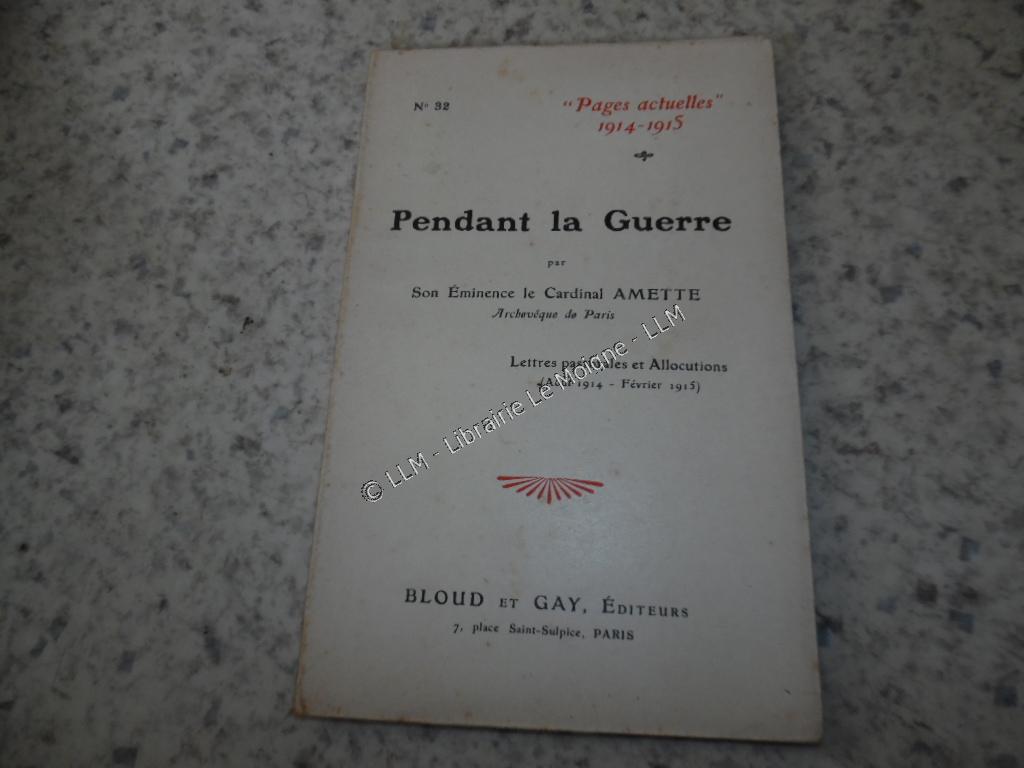 N° 32
"Pages actuelles"
1914-1915
Pendant la Guerre
par
Son Éminence le Cardinal AMETTE
Archevêque de Paris
Lettres pastorales et Allocutions
(Août 1914 - Février 1915)
© LLM - Librairie Le Moigne - LLM
BLOUD ET GAY, ÉDITEURS
7, place Saint-Sulpice, PARIS